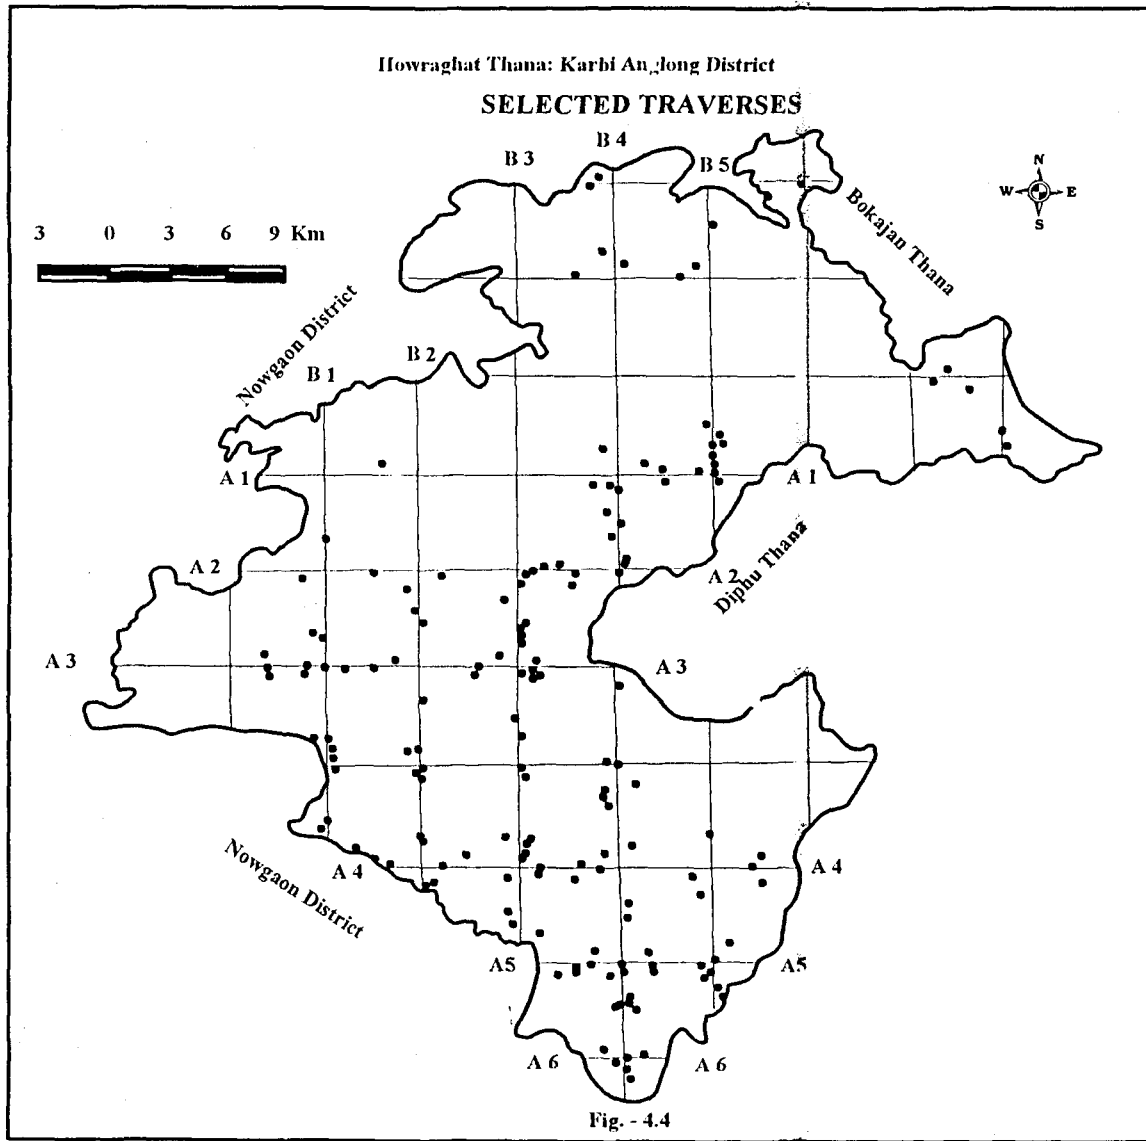 Howraghat Thana: Karbi Anglong District
SELECTED TRAVERSES
B 4
B 3
B 5
N
W E
S
Bokajan Thana
3 0 3 6 9 Km
Nowgaon District
B 2
B 1
A 1
A 1
A 2
A 2
Diphu Thana
A 3
A 3
Nowgaon District
A 4
A 4
A5
A5
A 6
A 6
Fig. - 4.4